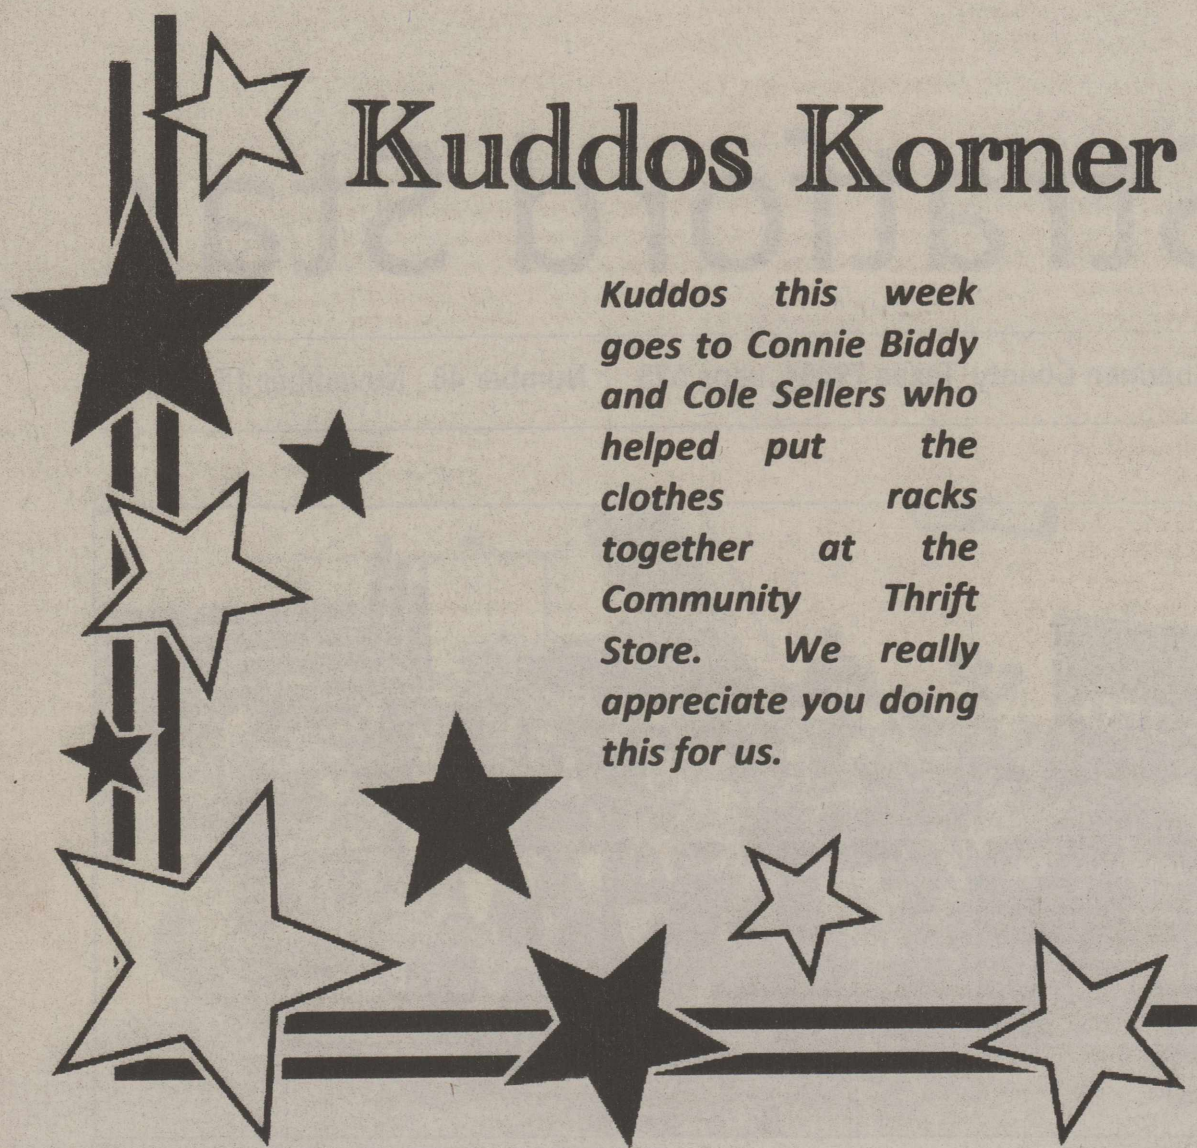 Kuddos Korner
Kuddos this week
goes to Connie Biddy
and Cole Sellers who
helped put the
clothes racks
together at the
Community Thrift
Store. We really
appreciate you doing
this for us.